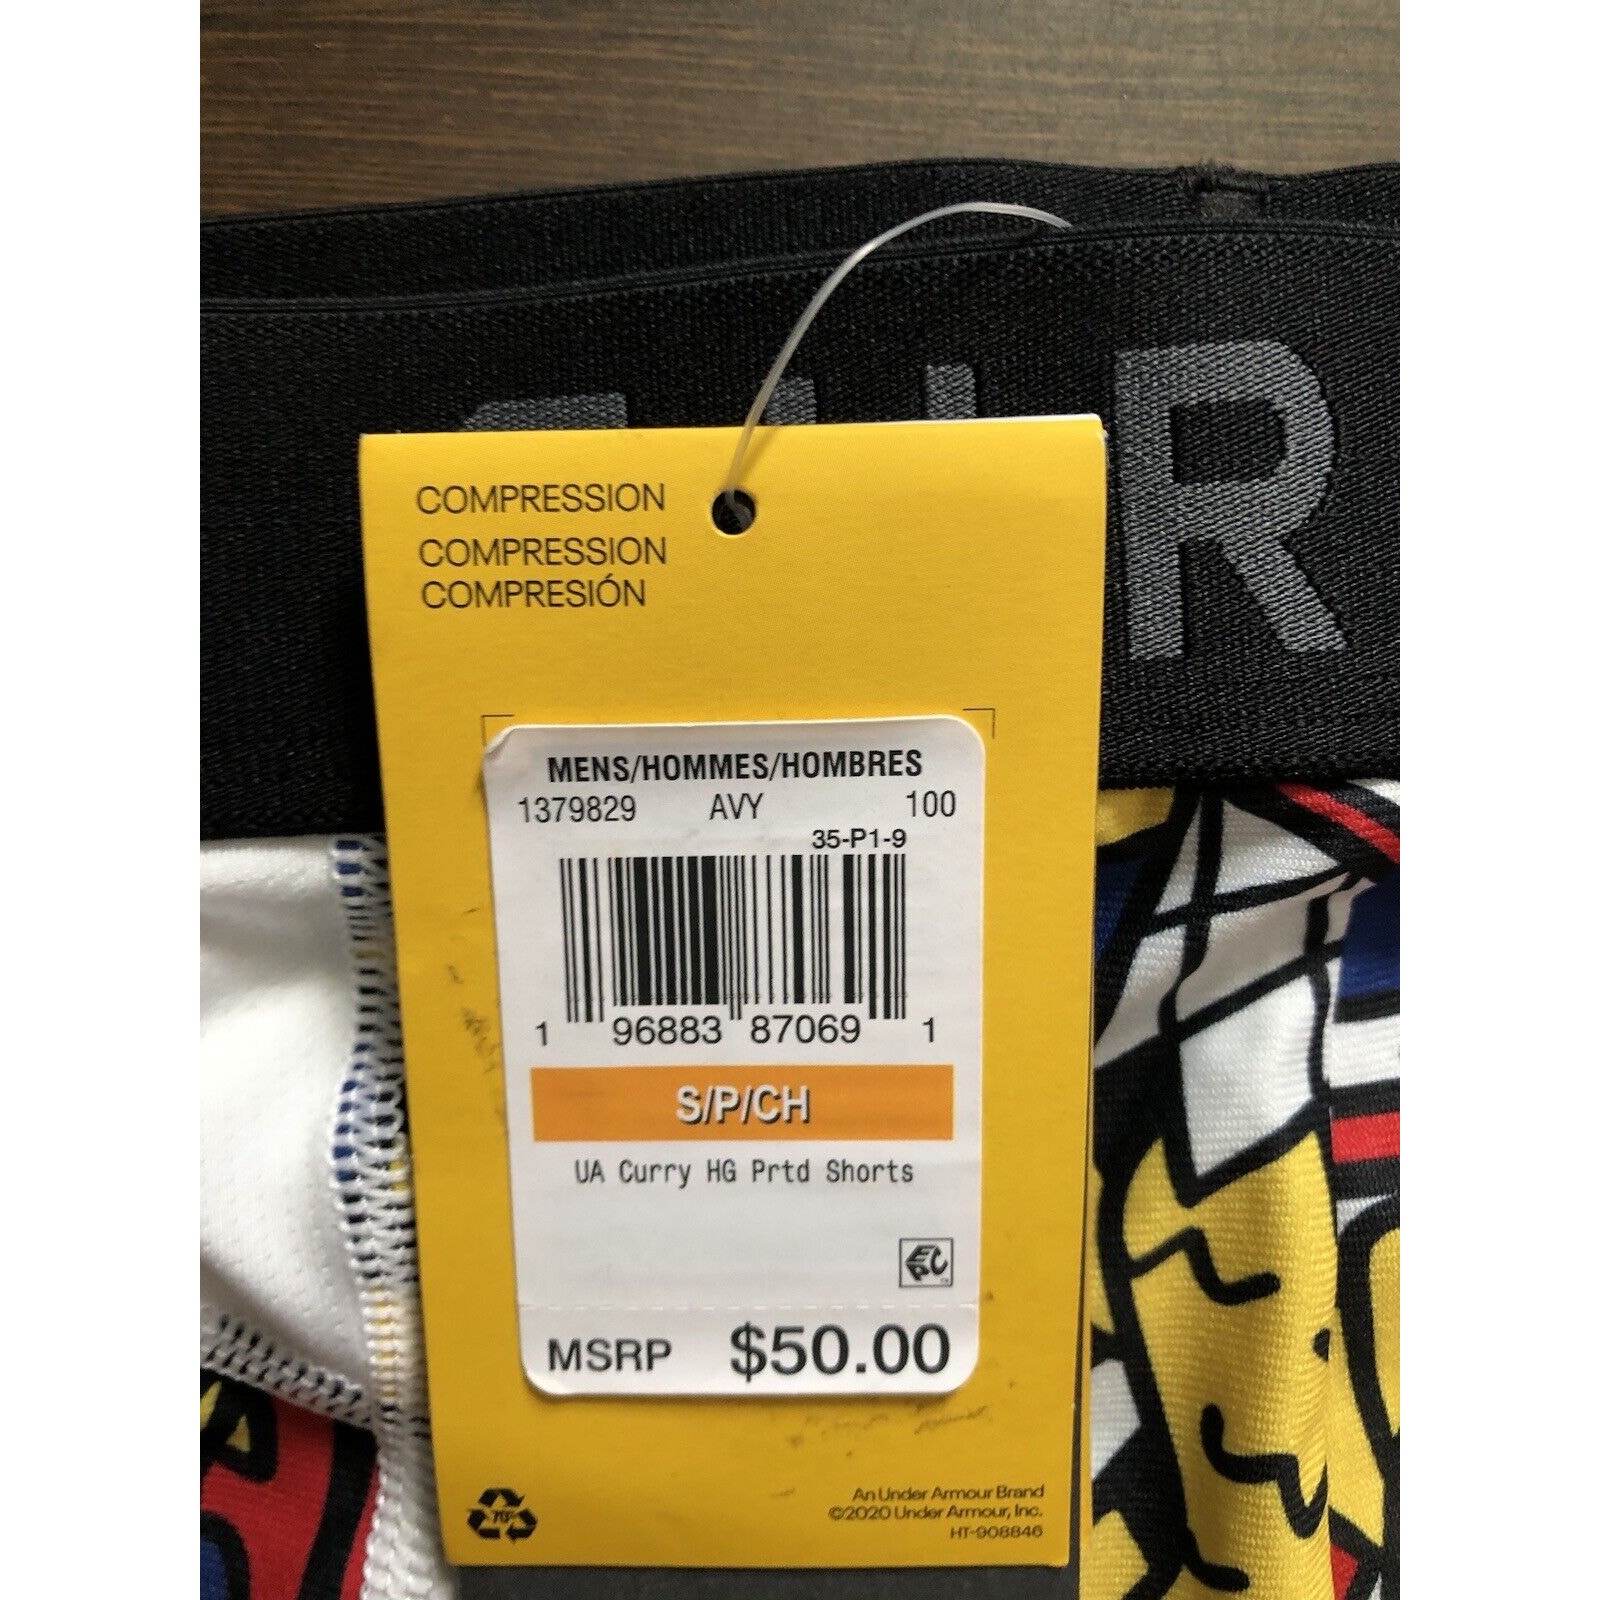 R
COMPRESSION
COMPRESSION
COMPRESIÓN
MENS/HOMMES/HOMBRES
1379829 AVY 100
35-P1-9
1 96883 87069 1
S/P/CH
UA Curry HG Prtd Shorts
EPC
MSRP $50.00
An Under Armour Brand
©2020 Under Armour, Inc.
HT-908846